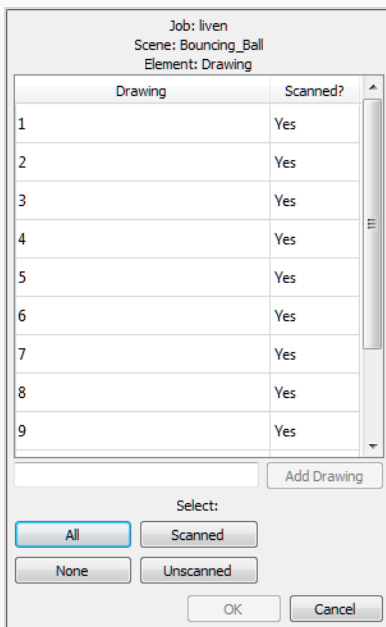 Job: liven
Scene: Bouncing_Ball
Element: Drawing
Drawing Scanned?
1 Yes
2 Yes
3 Yes
4 Yes
5 Yes
6 Yes
7 Yes
8 Yes
9 Yes
Add Drawing
Select:
All Scanned
None Unscanned
OK Cancel